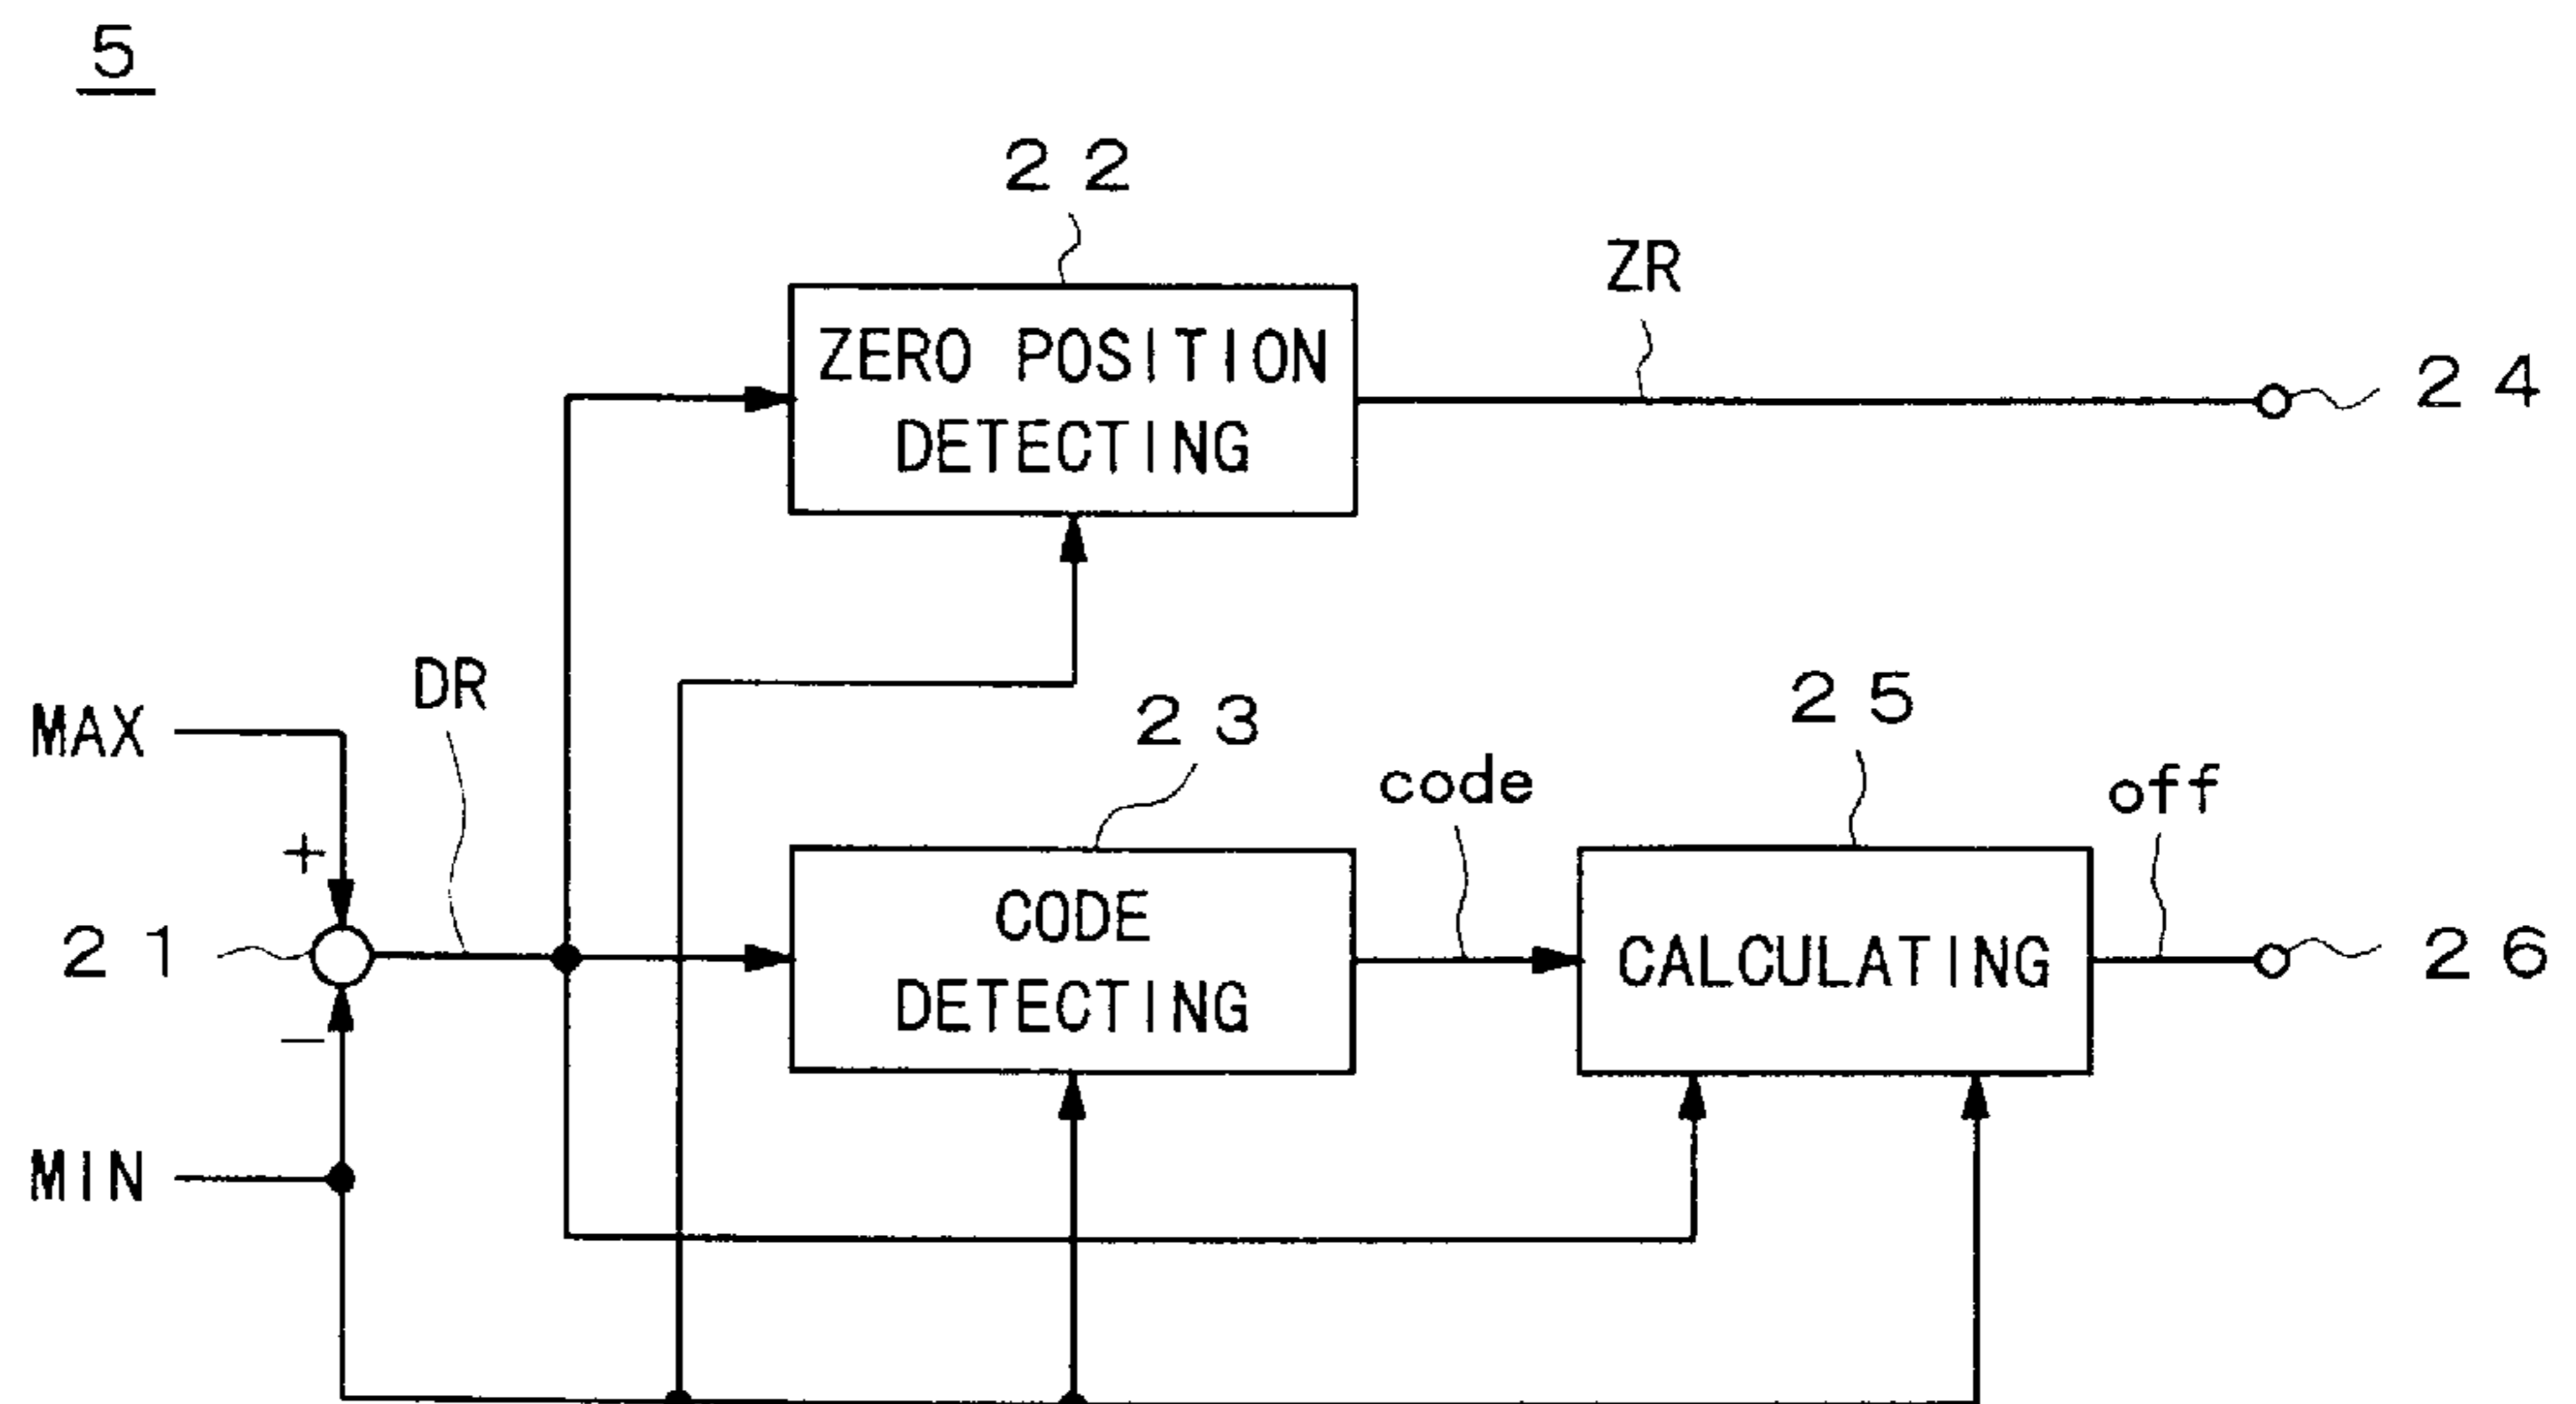 5
22
ZR
ZERO POSITION
DETECTING
24
DR
MAX
23
25
code
off
+
CODE
DETECTING
CALCULATING
21
26
−
MIN